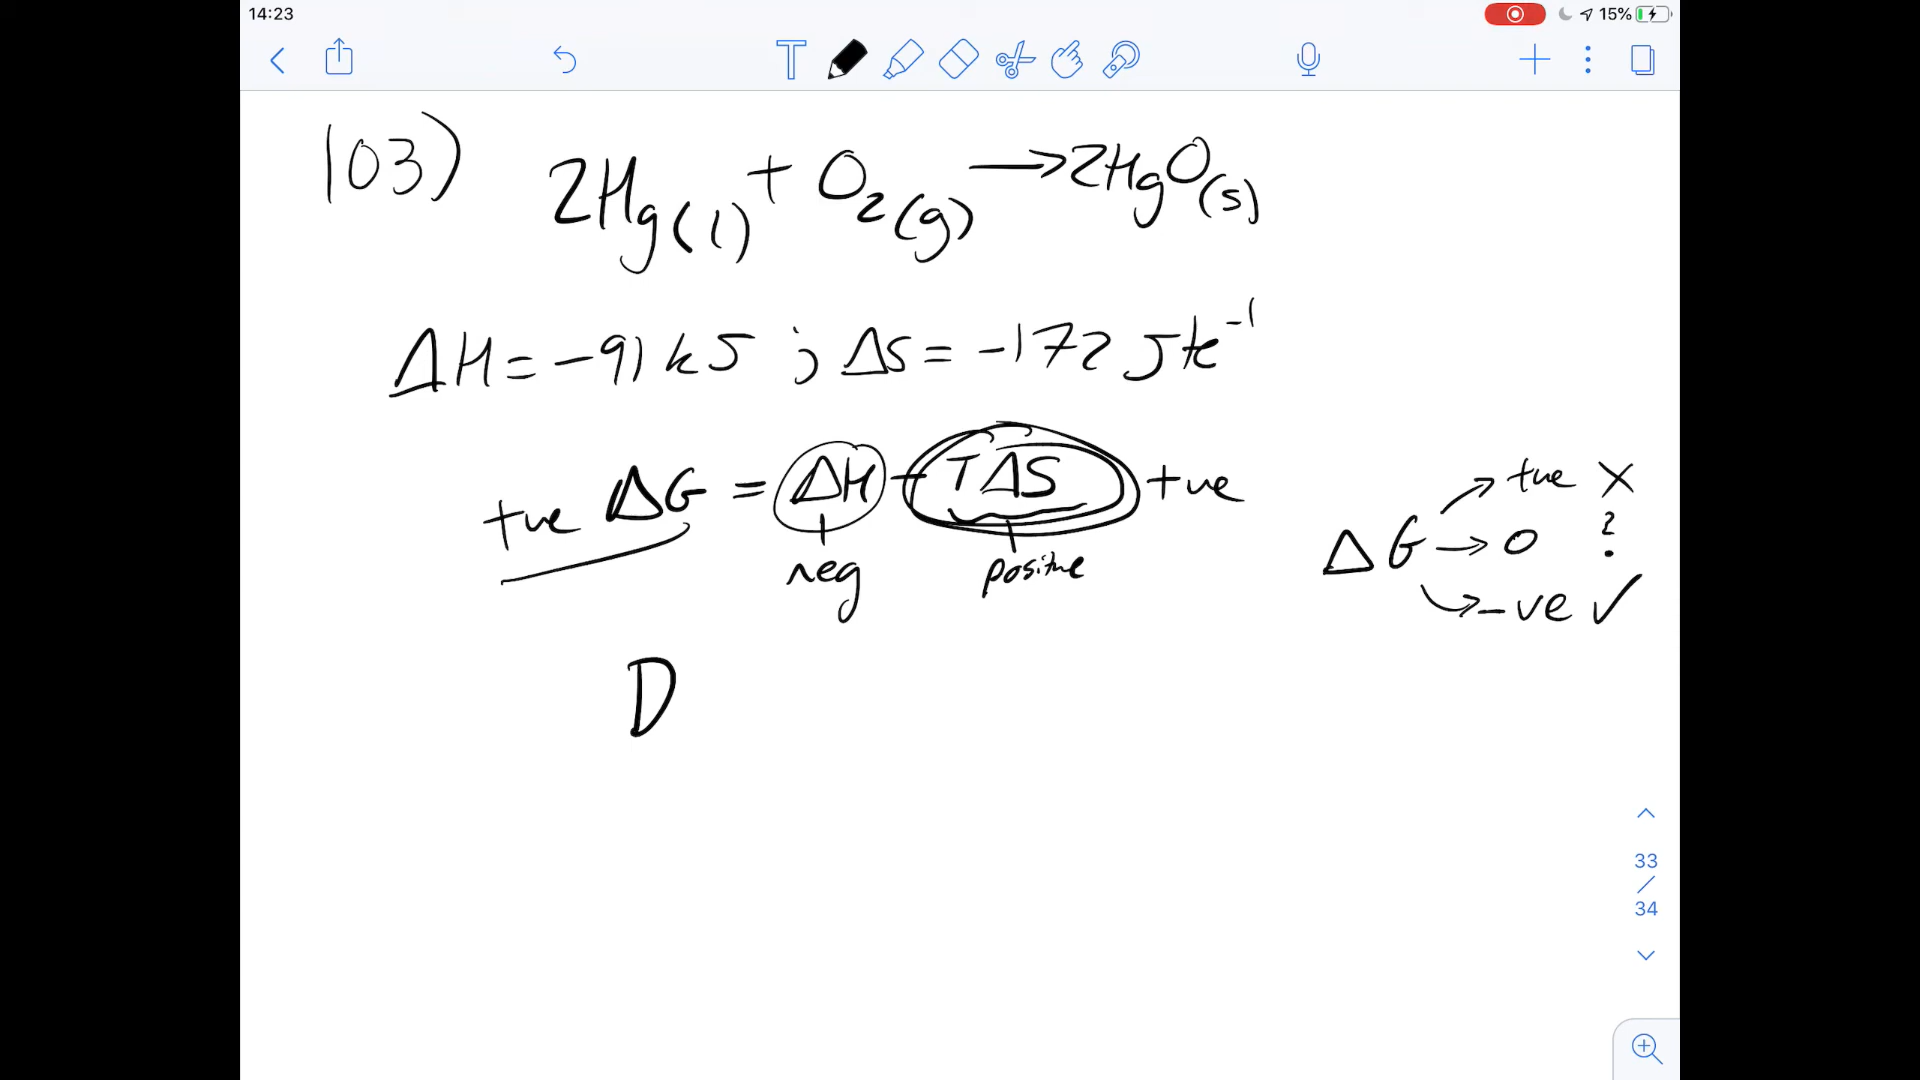 14:23
15%
103) 2Hg(l) + O₂(g) → 2HgO(s)
ΔH = -91 kJ ; ΔS = -172 Jk⁻¹
+ve ΔG = ΔH - TΔS +ve
neg positive
ΔG → +ve X
→ 0 ?
→ -ve ✓
D
33
/
34